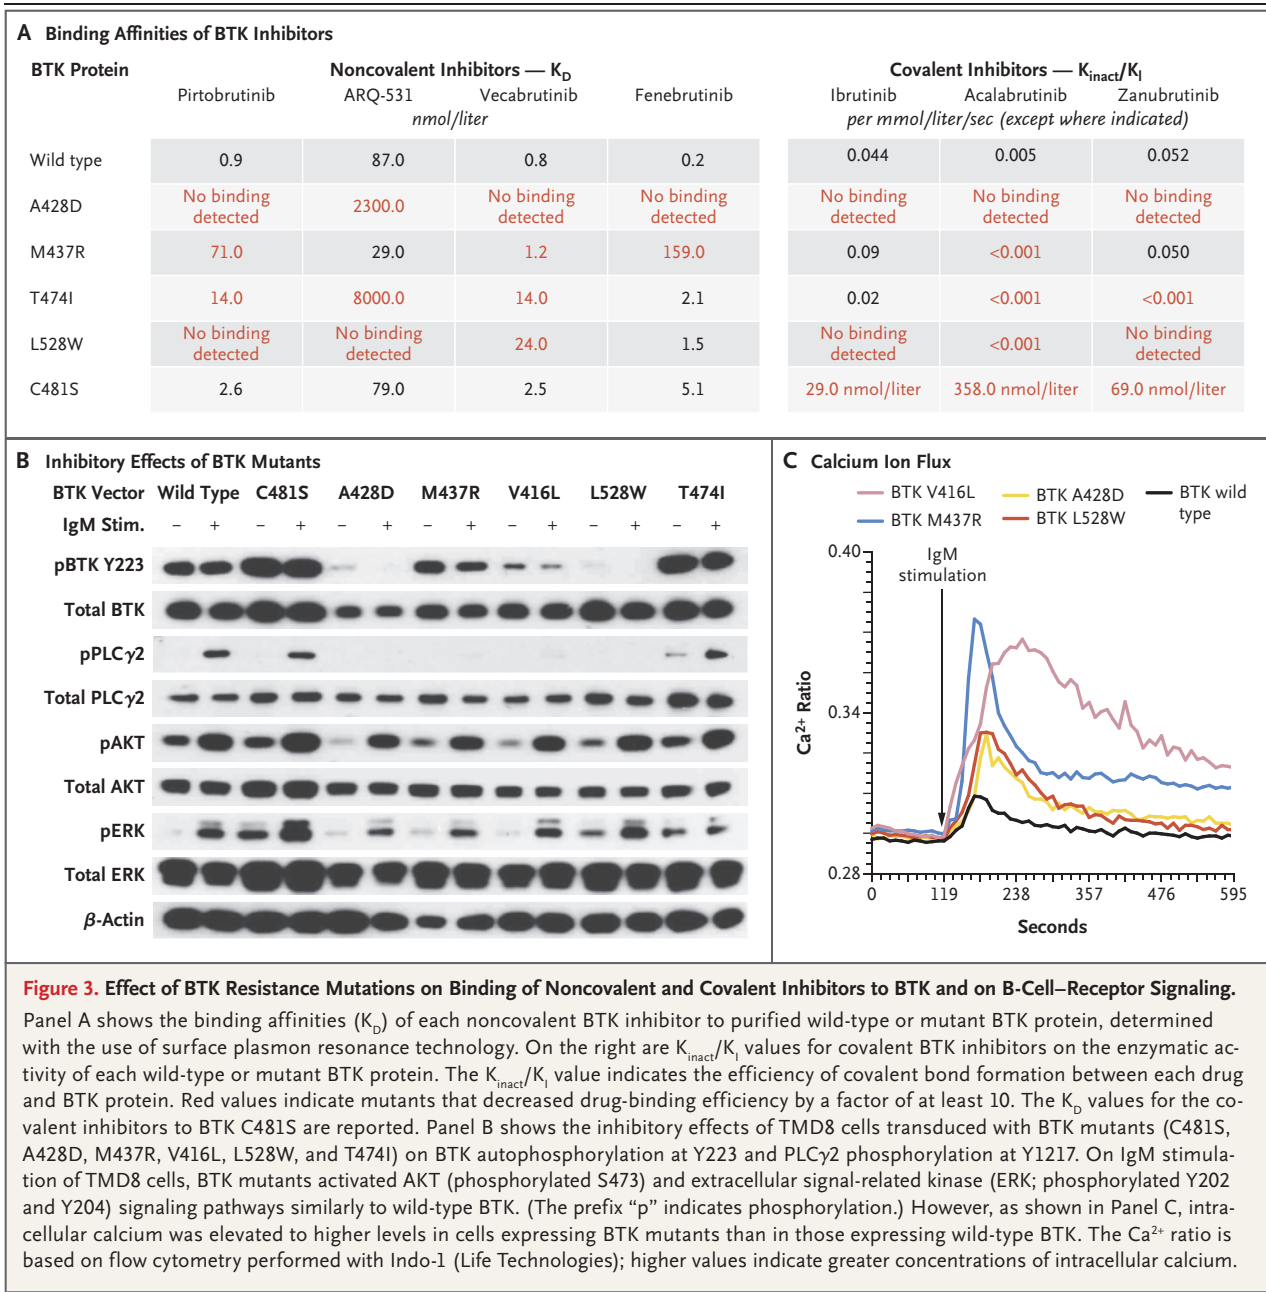 A Binding Affinities of BTK Inhibitors
BTK Protein Noncovalent Inhibitors — K_D Covalent Inhibitors — K_inact/K_I
Pirtobrutinib ARQ-531 Vecabrutinib Fenebrutinib Ibrutinib Acalabrutinib Zanubrutinib
nmol/liter per mmol/liter/sec (except where indicated)
Wild type 0.9 87.0 0.8 0.2 0.044 0.005 0.052
A428D No binding detected 2300.0 No binding detected No binding detected No binding detected No binding detected No binding detected
M437R 71.0 29.0 1.2 159.0 0.09 <0.001 0.050
T474I 14.0 8000.0 14.0 2.1 0.02 <0.001 <0.001
L528W No binding detected No binding detected 24.0 1.5 No binding detected <0.001 No binding detected
C481S 2.6 79.0 2.5 5.1 29.0 nmol/liter 358.0 nmol/liter 69.0 nmol/liter
B Inhibitory Effects of BTK Mutants
BTK Vector Wild Type C481S A428D M437R V416L L528W T474I
IgM Stim. – + – + – + – + – + – + – +
pBTK Y223
Total BTK
pPLCγ2
Total PLCγ2
pAKT
Total AKT
pERK
Total ERK
β-Actin
C Calcium Ion Flux
BTK V416L BTK A428D BTK wild type
BTK M437R BTK L528W
IgM stimulation
Ca²⁺ Ratio
0.40
0.34
0.28
0 119 238 357 476 595
Seconds
Figure 3. Effect of BTK Resistance Mutations on Binding of Noncovalent and Covalent Inhibitors to BTK and on B-Cell–Receptor Signaling.
Panel A shows the binding affinities (K_D) of each noncovalent BTK inhibitor to purified wild-type or mutant BTK protein, determined
with the use of surface plasmon resonance technology. On the right are K_inact/K_I values for covalent BTK inhibitors on the enzymatic ac-
tivity of each wild-type or mutant BTK protein. The K_inact/K_I value indicates the efficiency of covalent bond formation between each drug
and BTK protein. Red values indicate mutants that decreased drug-binding efficiency by a factor of at least 10. The K_D values for the co-
valent inhibitors to BTK C481S are reported. Panel B shows the inhibitory effects of TMD8 cells transduced with BTK mutants (C481S,
A428D, M437R, V416L, L528W, and T474I) on BTK autophosphorylation at Y223 and PLCγ2 phosphorylation at Y1217. On IgM stimula-
tion of TMD8 cells, BTK mutants activated AKT (phosphorylated S473) and extracellular signal-related kinase (ERK; phosphorylated Y202
and Y204) signaling pathways similarly to wild-type BTK. (The prefix “p” indicates phosphorylation.) However, as shown in Panel C, intra-
cellular calcium was elevated to higher levels in cells expressing BTK mutants than in those expressing wild-type BTK. The Ca²⁺ ratio is
based on flow cytometry performed with Indo-1 (Life Technologies); higher values indicate greater concentrations of intracellular calcium.